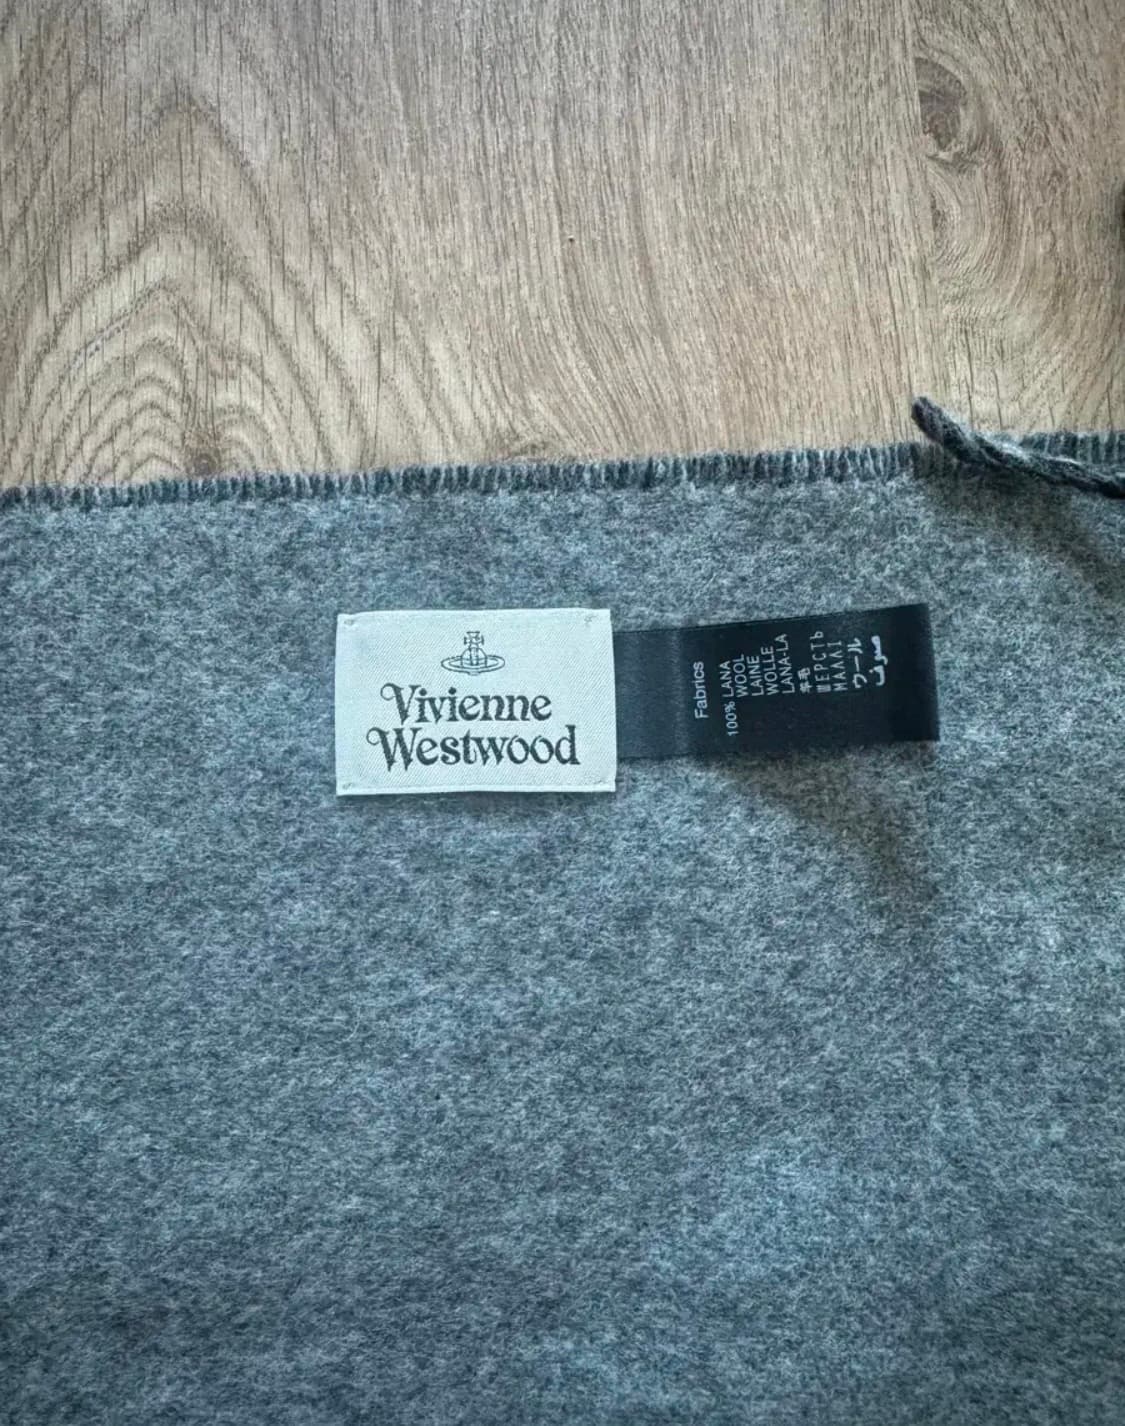 Vivienne
Westwood
Fabrics
100% LANA
WOOL
LAINE
WOLLE
LANA-LA
羊毛
ШЕРСТЬ
ΜΑΛΛΙ
ウール
صوف